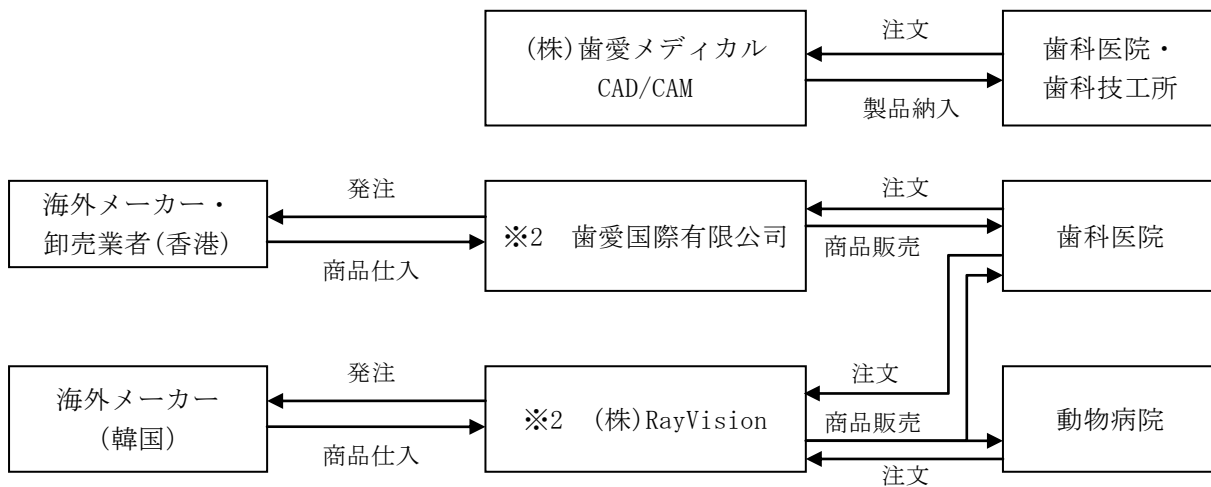 (株)歯愛メディカル
CAD/CAM
注文
製品納入
歯科医院・
歯科技工所
海外メーカー・
卸売業者(香港)
発注
商品仕入
※2 歯愛国際有限公司
注文
商品販売
歯科医院
海外メーカー
(韓国)
発注
商品仕入
※2 (株)RayVision
注文
商品販売
注文
動物病院